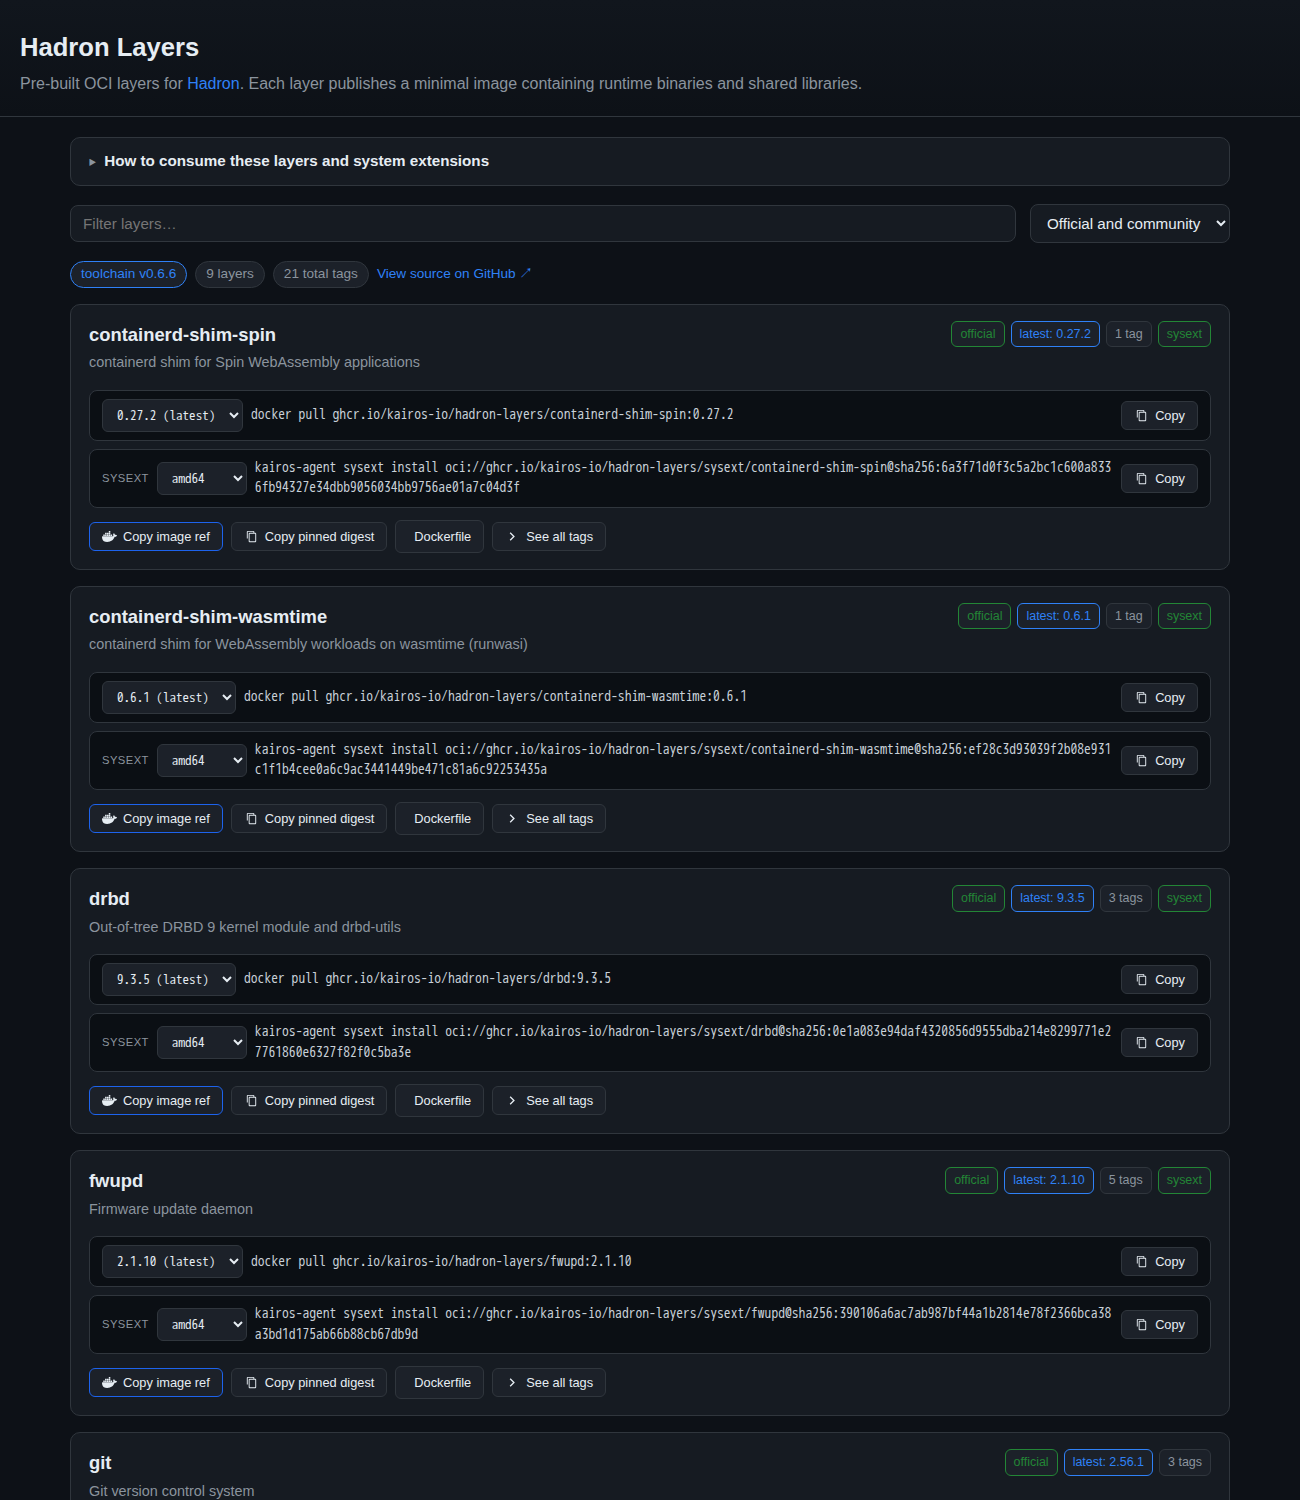 Hadron Layers
Pre-built OCI layers for Hadron. Each layer publishes a minimal image containing runtime binaries and shared libraries.
▸ How to consume these layers and system extensions
Filter layers…
Official and community
toolchain v0.6.6
9 layers
21 total tags
View source on GitHub ↗
containerd-shim-spin
official
latest: 0.27.2
1 tag
sysext
containerd shim for Spin WebAssembly applications
0.27.2 (latest)
docker pull ghcr.io/kairos-io/hadron-layers/containerd-shim-spin:0.27.2
Copy
SYSEXT
amd64
kairos-agent sysext install oci://ghcr.io/kairos-io/hadron-layers/sysext/containerd-shim-spin@sha256:6a3f71d0f3c5a2bc1c600a833
6fb94327e34dbb9056034bb9756ae01a7c04d3f
Copy
Copy image ref
Copy pinned digest
Dockerfile
See all tags
containerd-shim-wasmtime
official
latest: 0.6.1
1 tag
sysext
containerd shim for WebAssembly workloads on wasmtime (runwasi)
0.6.1 (latest)
docker pull ghcr.io/kairos-io/hadron-layers/containerd-shim-wasmtime:0.6.1
Copy
SYSEXT
amd64
kairos-agent sysext install oci://ghcr.io/kairos-io/hadron-layers/sysext/containerd-shim-wasmtime@sha256:ef28c3d93039f2b08e931
c1f1b4cee0a6c9ac3441449be471c81a6c92253435a
Copy
Copy image ref
Copy pinned digest
Dockerfile
See all tags
drbd
official
latest: 9.3.5
3 tags
sysext
Out-of-tree DRBD 9 kernel module and drbd-utils
9.3.5 (latest)
docker pull ghcr.io/kairos-io/hadron-layers/drbd:9.3.5
Copy
SYSEXT
amd64
kairos-agent sysext install oci://ghcr.io/kairos-io/hadron-layers/sysext/drbd@sha256:0e1a083e94daf4320856d9555dba214e8299771e2
7761860e6327f82f0c5ba3e
Copy
Copy image ref
Copy pinned digest
Dockerfile
See all tags
fwupd
official
latest: 2.1.10
5 tags
sysext
Firmware update daemon
2.1.10 (latest)
docker pull ghcr.io/kairos-io/hadron-layers/fwupd:2.1.10
Copy
SYSEXT
amd64
kairos-agent sysext install oci://ghcr.io/kairos-io/hadron-layers/sysext/fwupd@sha256:390106a6ac7ab987bf44a1b2814e78f2366bca38
a3bd1d175ab66b88cb67db9d
Copy
Copy image ref
Copy pinned digest
Dockerfile
See all tags
git
official
latest: 2.56.1
3 tags
Git version control system